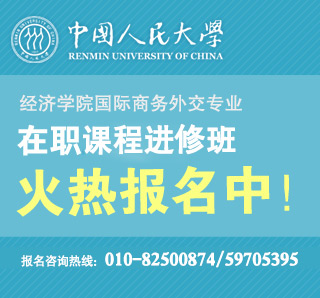 中国人民大學
RENMIN UNIVERSITY OF CHINA
经济学院国际商务外交专业
在职课程进修班
火热报名中!
报名咨询热线: 010-82500874/59705395